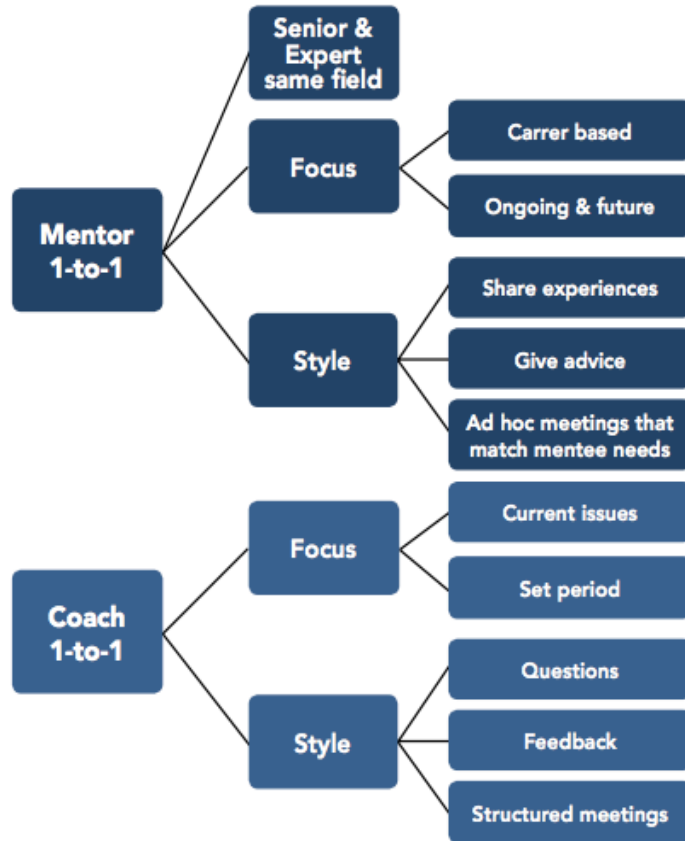 Senior &
Expert
same field
Focus
Carrer based
Ongoing & future
Mentor
1-to-1
Style
Share experiences
Give advice
Ad hoc meetings that
match mentee needs
Focus
Current issues
Set period
Coach
1-to-1
Style
Questions
Feedback
Structured meetings